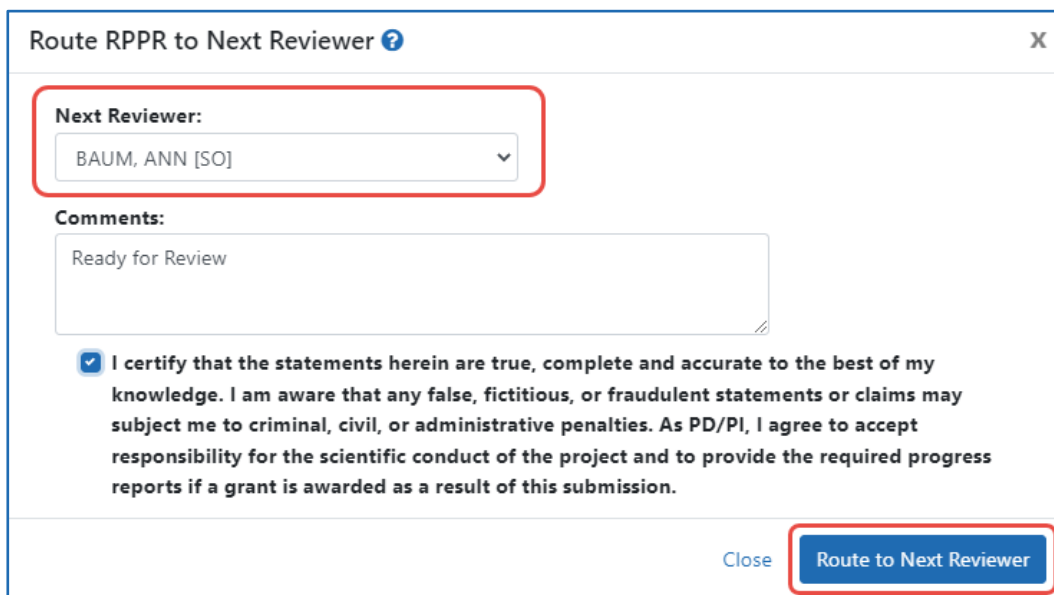 Route RPPR to Next Reviewer ?
X
Next Reviewer:
BAUM, ANN [SO]
Comments:
Ready for Review
I certify that the statements herein are true, complete and accurate to the best of my
knowledge. I am aware that any false, fictitious, or fraudulent statements or claims may
subject me to criminal, civil, or administrative penalties. As PD/PI, I agree to accept
responsibility for the scientific conduct of the project and to provide the required progress
reports if a grant is awarded as a result of this submission.
Close
Route to Next Reviewer